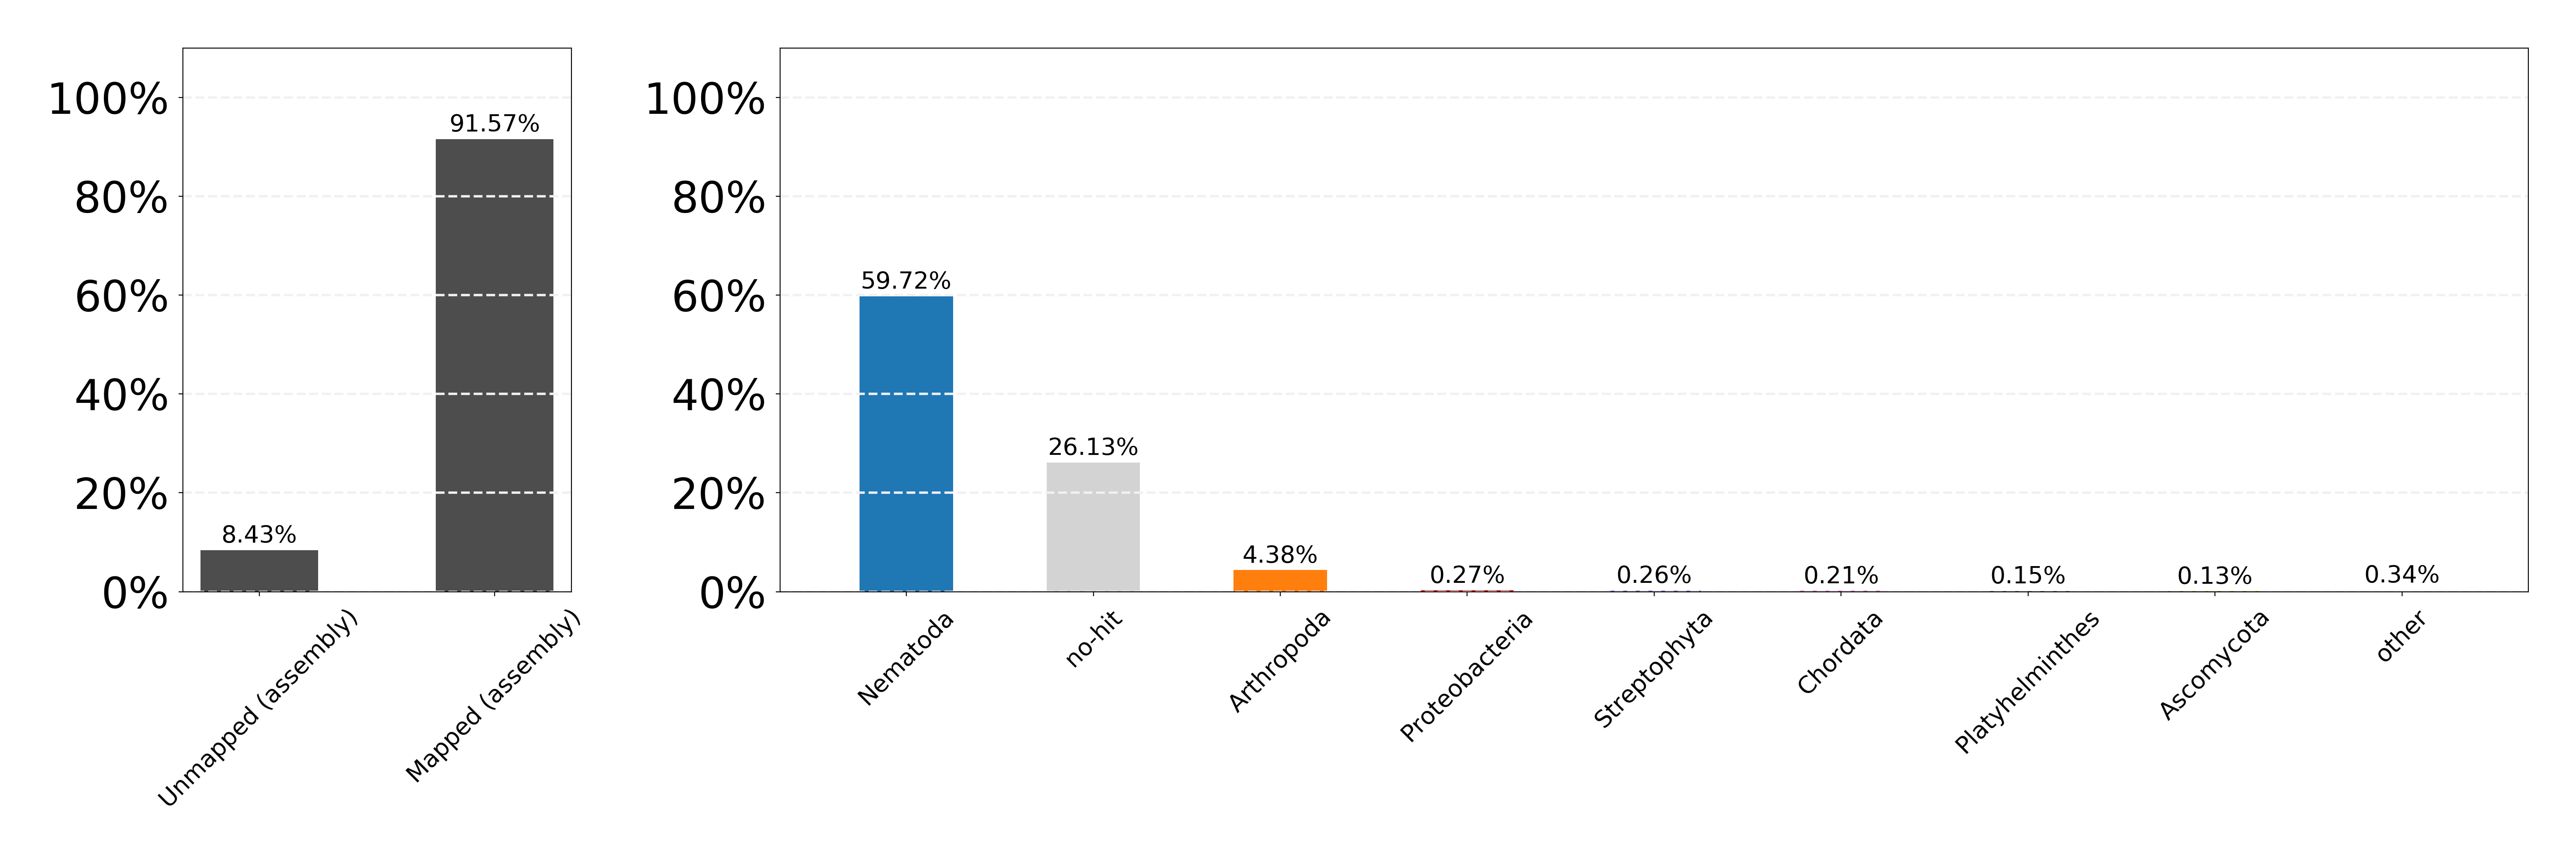 100%
80%
60%
40%
20%
0%
8.43%
91.57%
Unmapped (assembly)
Mapped (assembly)
100%
80%
60%
40%
20%
0%
59.72%
26.13%
4.38%
0.27%
0.26%
0.21%
0.15%
0.13%
0.34%
Nematoda
no-hit
Arthropoda
Proteobacteria
Streptophyta
Chordata
Platyhelminthes
Ascomycota
other